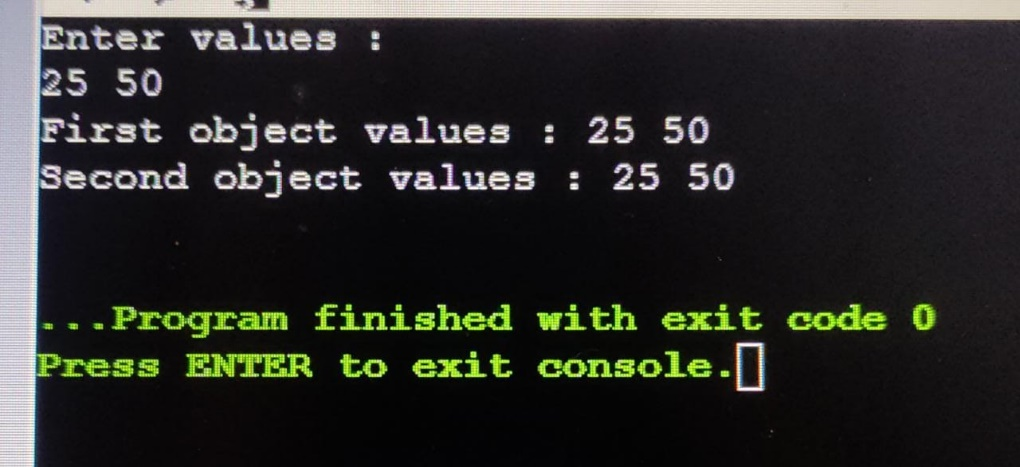 Enter values :
25 50
First object values : 25 50
Second object values : 25 50
...Program finished with exit code 0
Press ENTER to exit console.